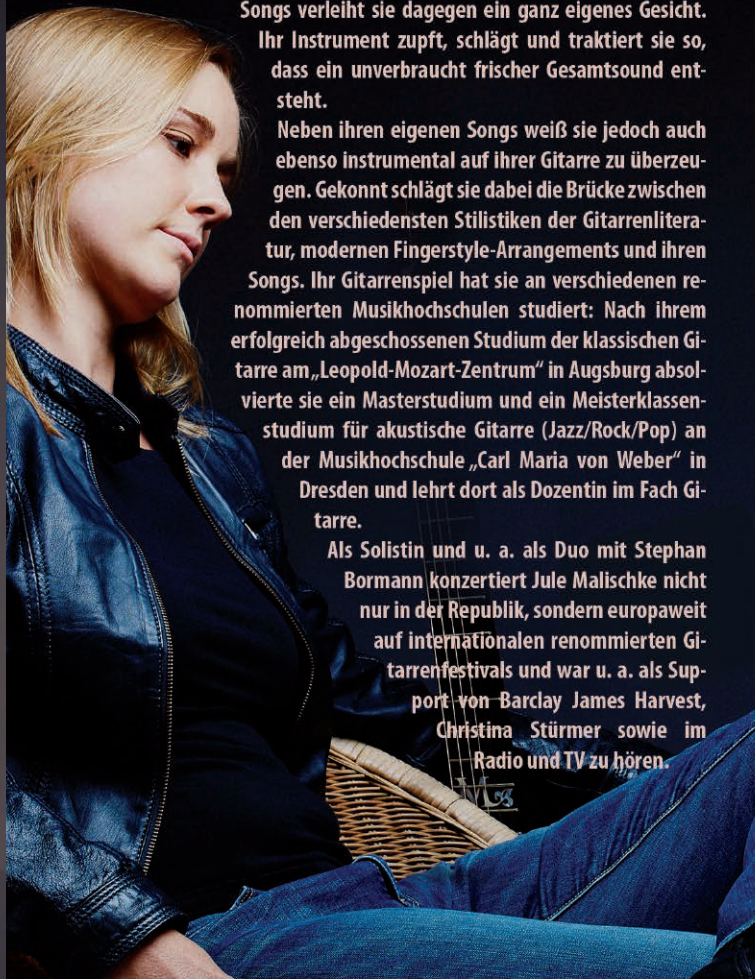 Songs verleiht sie dagegen ein ganz eigenes Gesicht.
Ihr Instrument zupft, schlägt und traktiert sie so,
dass ein unverbraucht frischer Gesamtsound ent-
steht.
Neben ihren eigenen Songs weiß sie jedoch auch
ebenso instrumental auf ihrer Gitarre zu überzeu-
gen. Gekonnt schlägt sie dabei die Brücke zwischen
den verschiedensten Stilistiken der Gitarrenlitera-
tur, modernen Fingerstyle-Arrangements und ihren
Songs. Ihr Gitarrenspiel hat sie an verschiedenen re-
nommierten Musikhochschulen studiert: Nach ihrem
erfolgreich abgeschossenen Studium der klassischen Gi-
tarre am „Leopold-Mozart-Zentrum“ in Augsburg absol-
vierte sie ein Masterstudium und ein Meisterklassen-
studium für akustische Gitarre (Jazz/Rock/Pop) an
der Musikhochschule „Carl Maria von Weber“ in
Dresden und lehrt dort als Dozentin im Fach Gi-
tarre.
Als Solistin und u. a. als Duo mit Stephan
Bormann konzertiert Jule Malischke nicht
nur in der Republik, sondern europaweit
auf internationalen renommierten Gi-
tarrenfestivals und war u. a. als Sup-
port von Barclay James Harvest,
Christina Stürmer sowie im
Radio und TV zu hören.